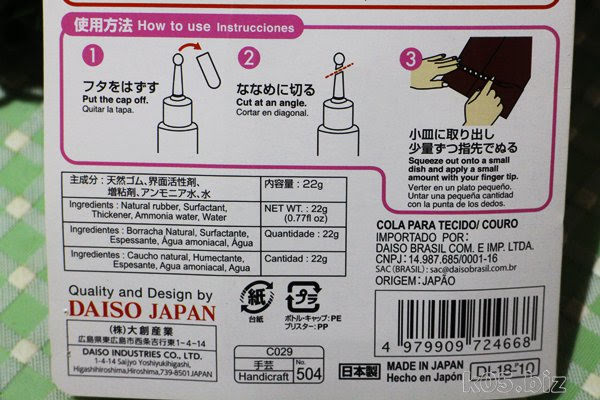 使用方法 How to use Instrucciones
1
フタをはずす
Put the cap off.
Quitar la tapa.
2
ななめに切る
Cut at an angle.
Cortar en diagonal.
3
小皿に取り出し
少量ずつ指先でぬる
Squeeze out onto a small
dish and apply a small
amount with your finger tip.
Verter en un plato pequeño.
Untar una pequeña cantidad
con la punta de los dedos.
主成分：天然ゴム、界面活性剤、
増粘剤、アンモニア水、水
内容量：22g
Ingredients : Natural rubber, Surfactant,
Thickener, Ammonia water, Water
NET WT. : 22g
(0.77fl oz)
Ingredientes : Borracha Natural, Surfactante,
Espessante, Água amoniacal, Água
Quantidade : 22g
Ingredientes : Caucho natural, Humectante,
Espesante, Agua amoniacal, Agua
Cantidad : 22g
COLA PARA TECIDO/ COURO
IMPORTADO POR:
DAISO BRASIL COM. E IMP. LTDA.
CNPJ: 14.987.685/0001-16
SAC (BRASIL) : sac@daisobrasil.com.br
ORIGEM: JAPÃO
Quality and Design by
DAISO JAPAN
(株)大創産業
広島県東広島市西条吉行東1-4-14
DAISO INDUSTRIES CO., LTD.
1-4-14 Saijyo Yoshiyukihigashi,
Higashihiroshima, Hiroshima, 739-8501 JAPAN
紙
台紙
プラ
ボトル・キャップ：PE
ブリスター：PP
C029
手芸
Handicraft
No.
504
日本製
4 979909 724668
MADE IN JAPAN
Hecho en Japón
DI-18-10
k05.biz